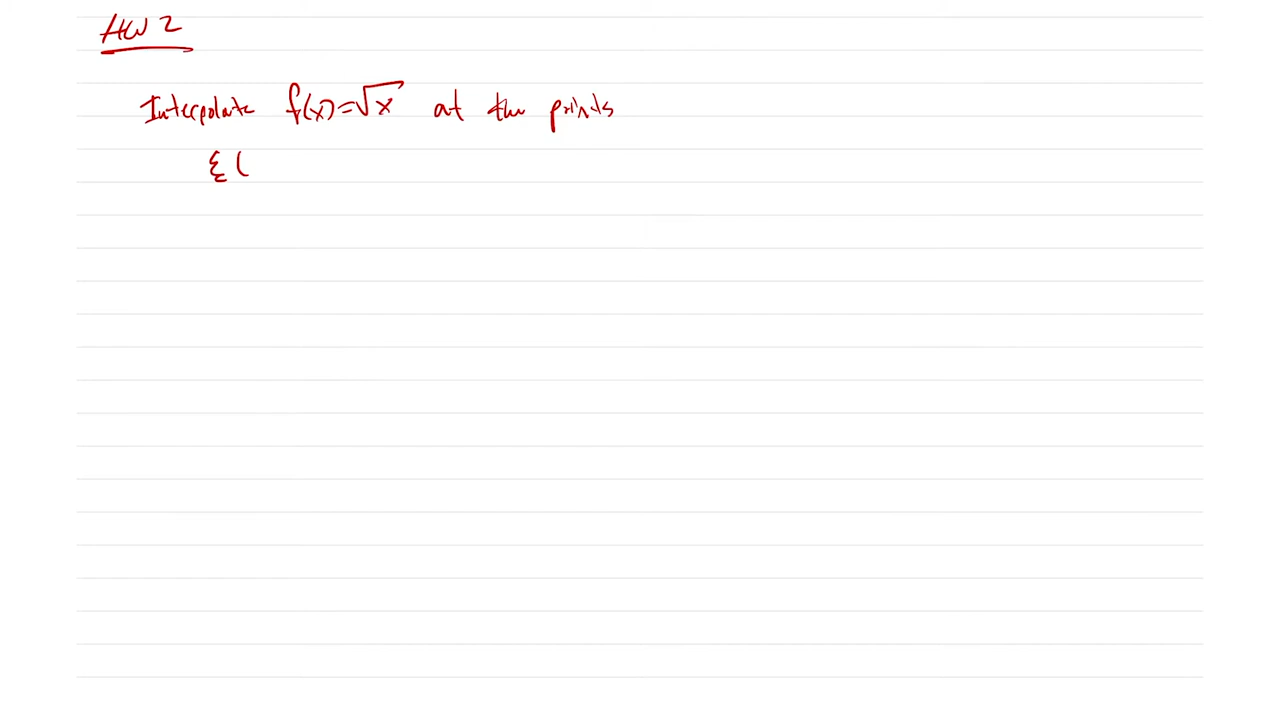 HW 2
Interpolate f(x)=√x at the points
{(